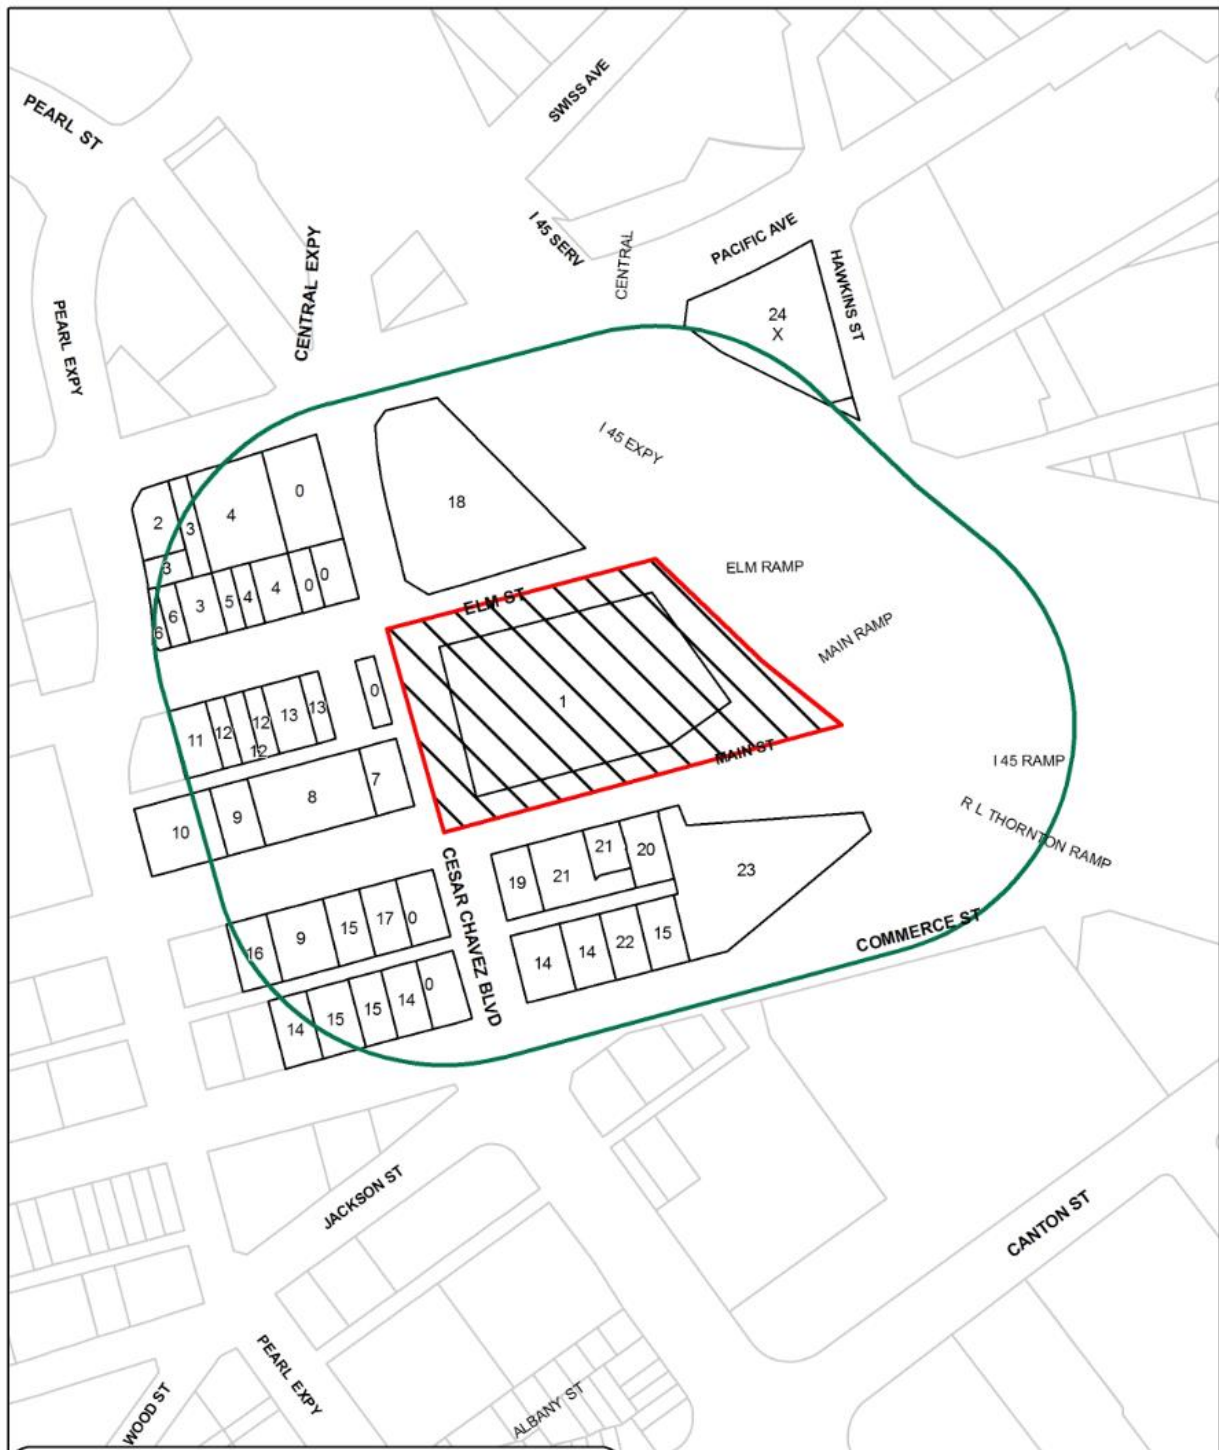 SWISS AVE
PEARL ST
I 45 SERV
CENTRAL
PACIFIC AVE
HAWKINS ST
CENTRAL EXPY
PEARL EXPY
24
X
I 45 EXPY
18
0
4
3
2
3
6
6
3
5
4
4
0
0
ELM ST
ELM RAMP
MAIN RAMP
1
0
11
12
12
12
13
13
MAIN ST
I 45 RAMP
7
8
9
10
R L THORNTON RAMP
CESAR CHAVEZ BLVD
19
21
21
20
23
COMMERCE ST
16
9
15
17
0
14
14
22
15
14
15
15
14
0
JACKSON ST
CANTON ST
PEARL EXPY
WOOD ST
ALBANY ST